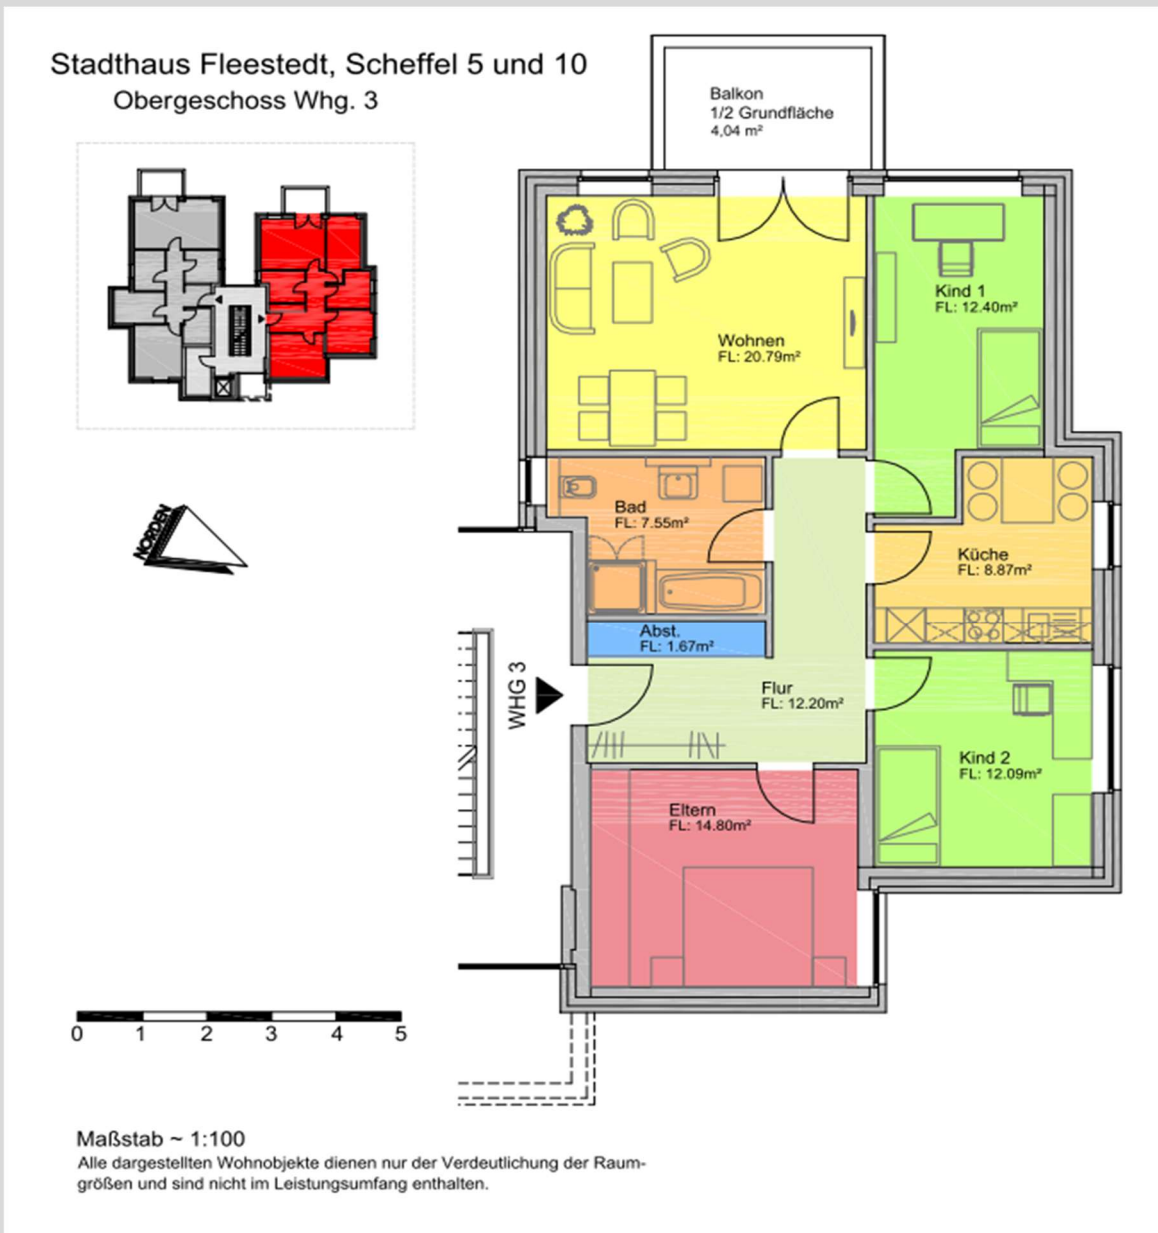 Stadthaus Fleestedt, Scheffel 5 und 10
Obergeschoss Whg. 3
Balkon
1/2 Grundfläche
4,04 m²
Kind 1
FL: 12.40m²
Wohnen
FL: 20.79m²
Bad
FL: 7.55m²
Küche
FL: 8.87m²
NORDEN
Abst.
FL: 1.67m²
WHG 3
Flur
FL: 12.20m²
Kind 2
FL: 12.09m²
Eltern
FL: 14.80m²
0 1 2 3 4 5
Maßstab ~ 1:100
Alle dargestellten Wohnobjekte dienen nur der Verdeutlichung der Raum-
größen und sind nicht im Leistungsumfang enthalten.